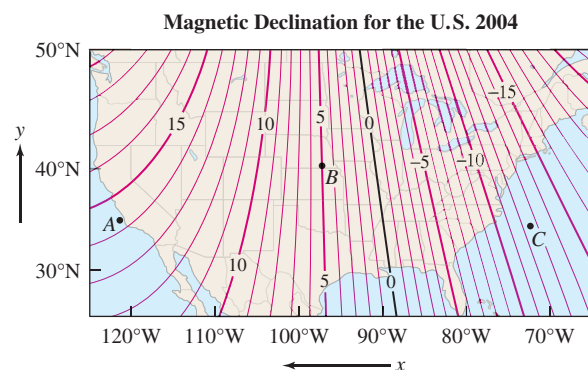 Magnetic Declination for the U.S. 2004
50°N
y
40°N
30°N
15
10
5
0
–5
–10
–15
A
B
C
10
5
0
120°W 110°W 100°W 90°W 80°W 70°W
x